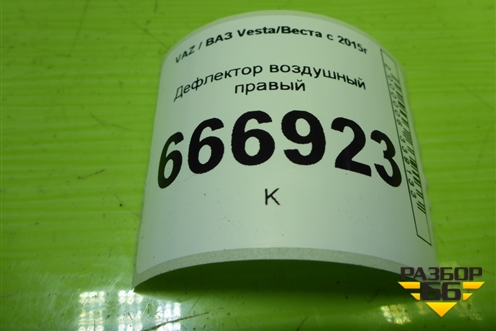 VAZ / ВАЗ Vesta/Веста с 2015г
Дефлектор воздушный
правый
666923
К
РАЗБОР
66